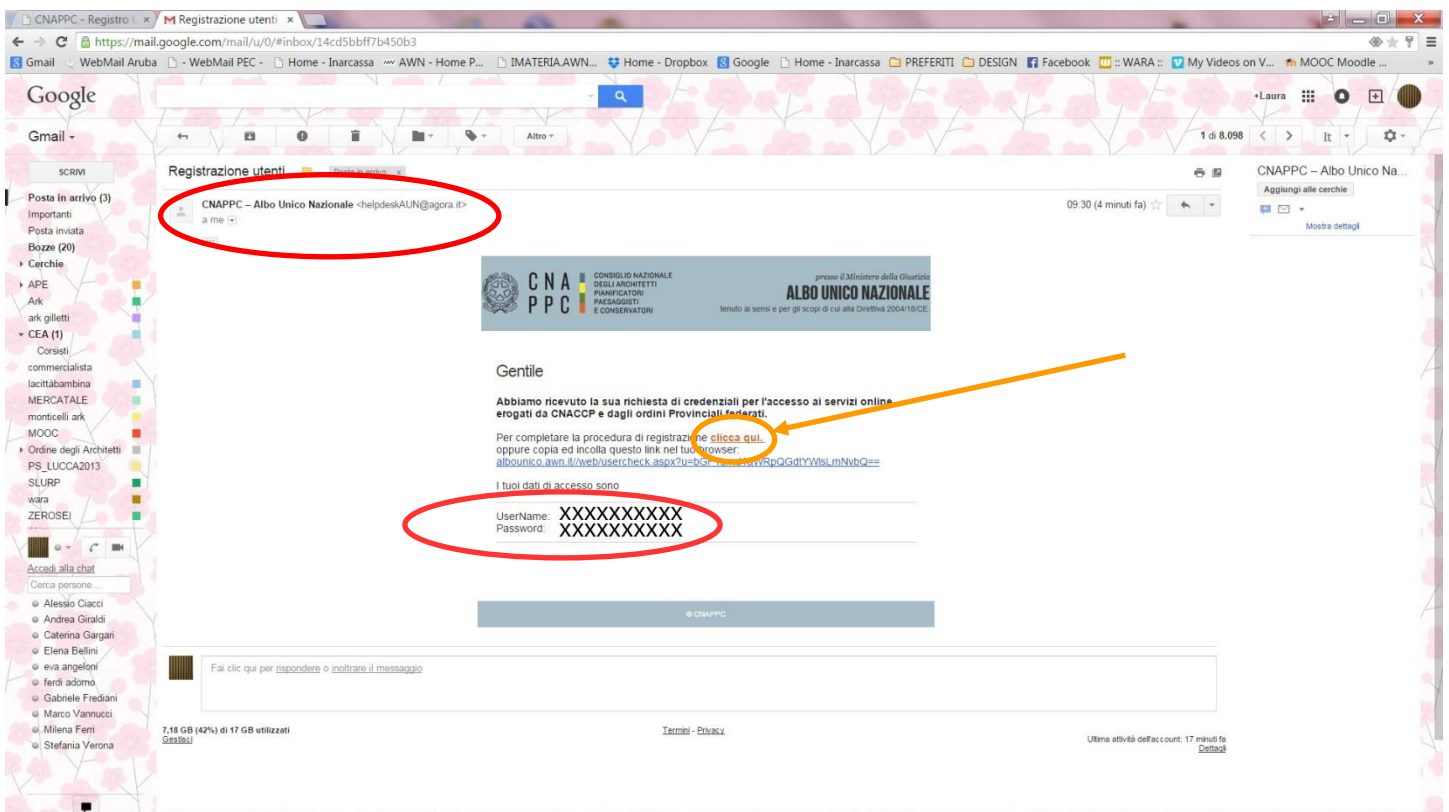 CNAPPC - Registro U
Registrazione utenti
https://mail.google.com/mail/u/0/#inbox/14cd5bbff7b450b3
Gmail
WebMail Aruba
- WebMail PEC -
Home - Inarcassa
AWN - Home P...
IMATERIA.AWN...
Home - Dropbox
Google
Home - Inarcassa
PREFERITI
DESIGN
Facebook
:: WARA ::
My Videos on V...
MOOC Moodle ...
»
Google
+Laura
Gmail
Altro
1 di 8.098
It
SCRIVI
Posta in arrivo (3)
Importanti
Posta inviata
Bozze (20)
Cerchie
APE
Ark
ark gilletti
CEA (1)
Corsisti
commercialista
lacittàbambina
MERCATALE
monticelli ark
MOOC
Ordine degli Architetti
PS_LUCCA2013
SLURP
wara
ZEROSEI
Accedi alla chat
Cerca persone...
Alessio Ciacci
Andrea Giraldi
Caterina Gargari
Elena Bellini
eva angeloni
ferdi adorno
Gabriele Frediani
Marco Vannucci
Milena Ferri
Stefania Verona
Registrazione utenti
Posta in arrivo x
CNAPPC – Albo Unico Nazionale <helpdeskAUN@agora.it>
a me
09:30 (4 minuti fa)
CNAPPC – Albo Unico Na...
Aggiungi alle cerchie
Mostra dettagli
CNA
PPC
CONSIGLIO NAZIONALE
DEGLI ARCHITETTI
PIANIFICATORI
PAESAGGISTI
E CONSERVATORI
presso il Ministero della Giustizia
ALBO UNICO NAZIONALE
tenuto ai sensi e per gli scopi di cui alla Direttiva 2004/18/CE.
Gentile
Abbiamo ricevuto la sua richiesta di credenziali per l'accesso ai servizi online
erogati da CNACCP e dagli ordini Provinciali federati.
Per completare la procedura di registrazione clicca qui.
oppure copia ed incolla questo link nel tuo browser:
albounico.awn.it//web/usercheck.aspx?
I tuoi dati di accesso sono
UserName: XXXXXXXXXX
Password: XXXXXXXXXX
© CNAPPC
Fai clic qui per rispondere o inoltrare il messaggio
7,18 GB (42%) di 17 GB utilizzati
Gestisci
Termini - Privacy
Ultima attività dell'account: 17 minuti fa
Dettagli